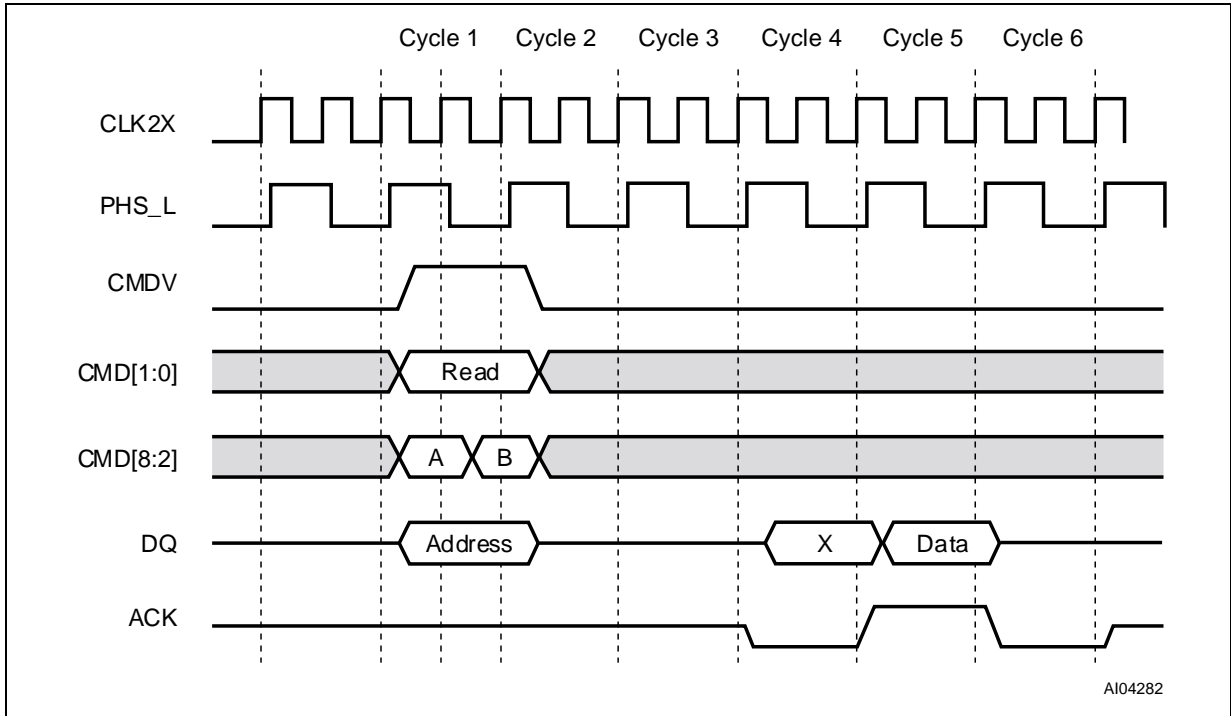 Cycle 1 Cycle 2 Cycle 3 Cycle 4 Cycle 5 Cycle 6
CLK2X
PHS_L
CMDV
CMD[1:0] Read
CMD[8:2] A B
DQ Address X Data
ACK
AI04282